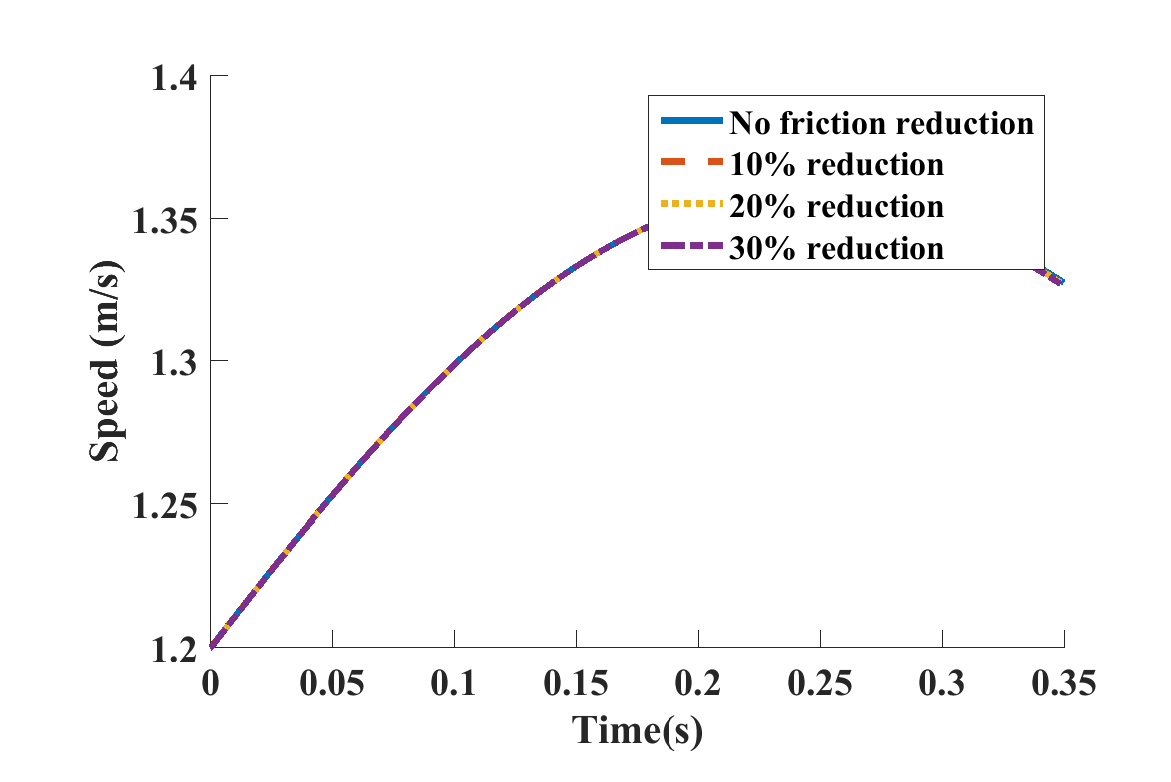 1.4
1.35
1.3
1.25
1.2
Speed (m/s)
No friction reduction
10% reduction
20% reduction
30% reduction
0 0.05 0.1 0.15 0.2 0.25 0.3 0.35
Time(s)